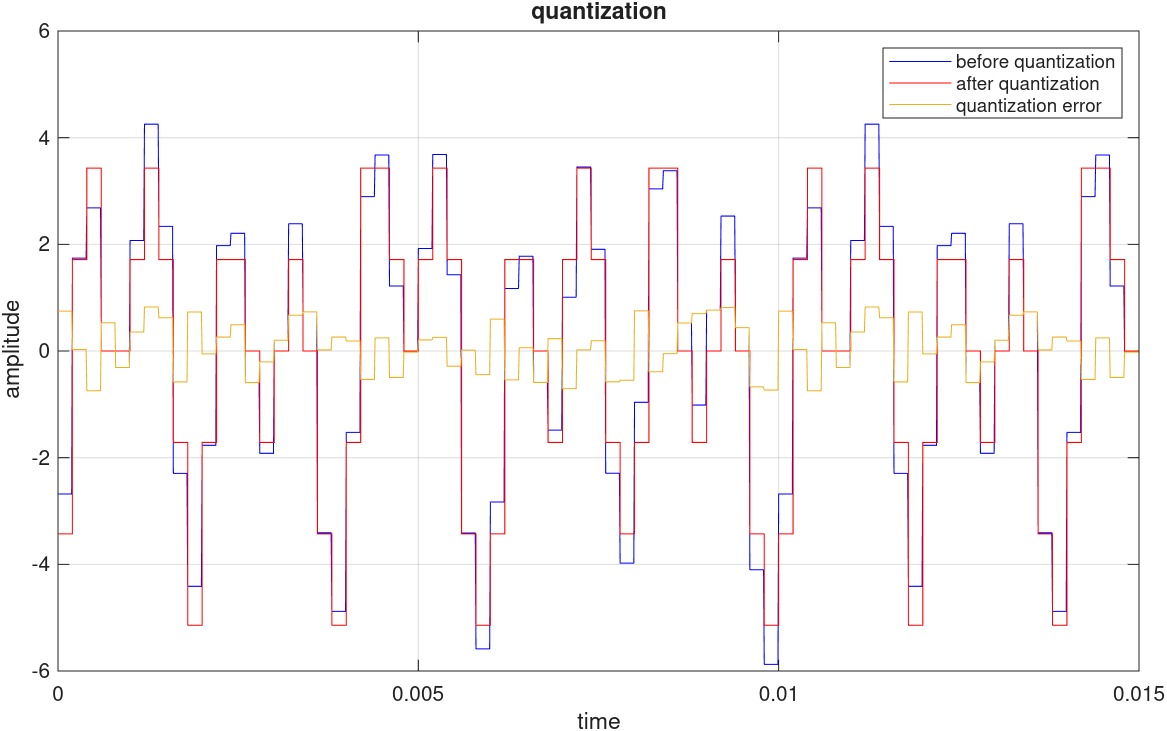 quantization
6
before quantization
after quantization
quantization error
4
2
0
-2
-4
-6
amplitude
0 0.005 0.01 0.015
time